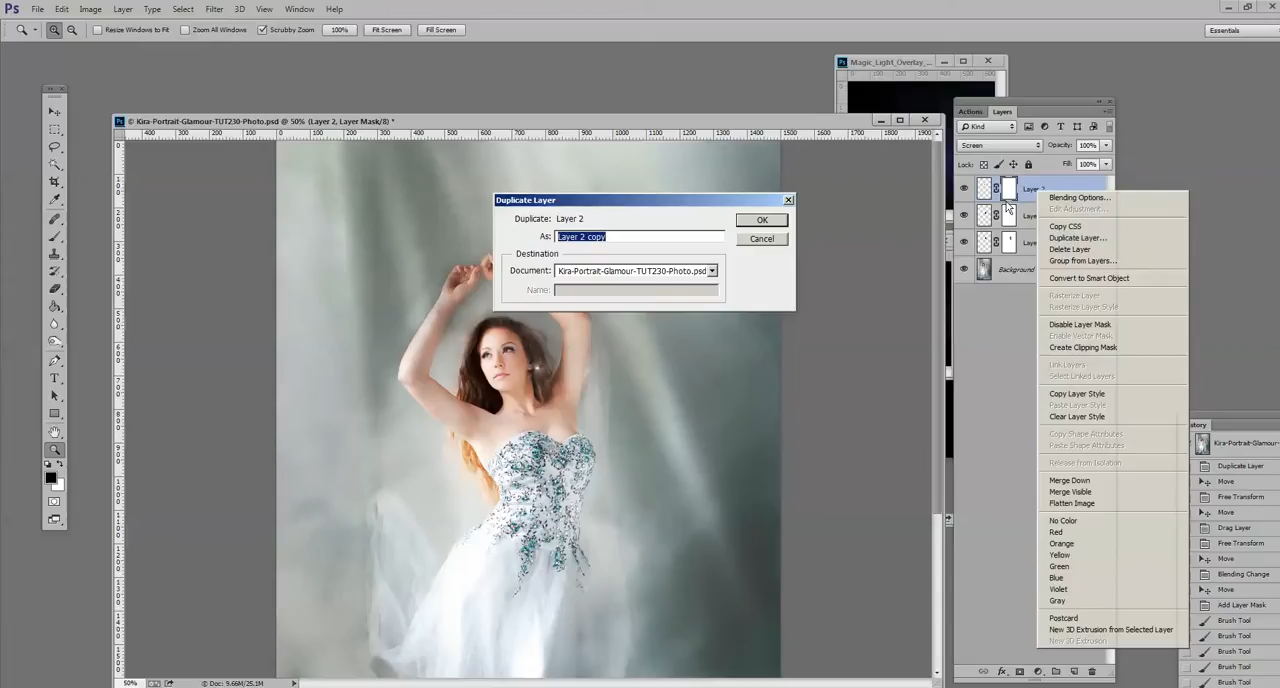 Ps File Edit Image Layer Type Select Filter 3D View Window Help
Resize Windows to Fit Zoom All Windows Scrubby Zoom 100% Fit Screen Fill Screen Essentials
Magic_Light_Overlay_...
© Kira-Portrait-Glamour-TUT230-Photo.psd @ 50% (Layer 2, Layer Mask/8) *
Actions Layers
Kind
Screen Opacity: 100%
Lock: Fill: 100%
Layer 2
Background
Duplicate Layer
Duplicate: Layer 2 OK
As: Layer 2 copy Cancel
Destination
Document: Kira-Portrait-Glamour-TUT230-Photo.psd
Name:
Blending Options...
Edit Adjustment...
Copy CSS
Duplicate Layer...
Delete Layer
Group from Layers...
Convert to Smart Object
Rasterize Layer
Rasterize Layer Style
Disable Layer Mask
Enable Vector Mask
Create Clipping Mask
Link Layers
Select Linked Layers
Copy Layer Style
Paste Layer Style
Clear Layer Style
Copy Shape Attributes
Paste Shape Attributes
Release from Isolation
Merge Down
Merge Visible
Flatten Image
No Color
Red
Orange
Yellow
Green
Blue
Violet
Gray
Postcard
New 3D Extrusion from Selected Layer
New 3D Extrusion
Kira-Portrait-Glamour-
Duplicate Layer
Move
Free Transform
Move
Drag Layer
Free Transform
Move
Blending Change
Move
Add Layer Mask
Brush Tool
Brush Tool
Brush Tool
Brush Tool
Brush Tool
50% Doc: 9.66M/25.1M